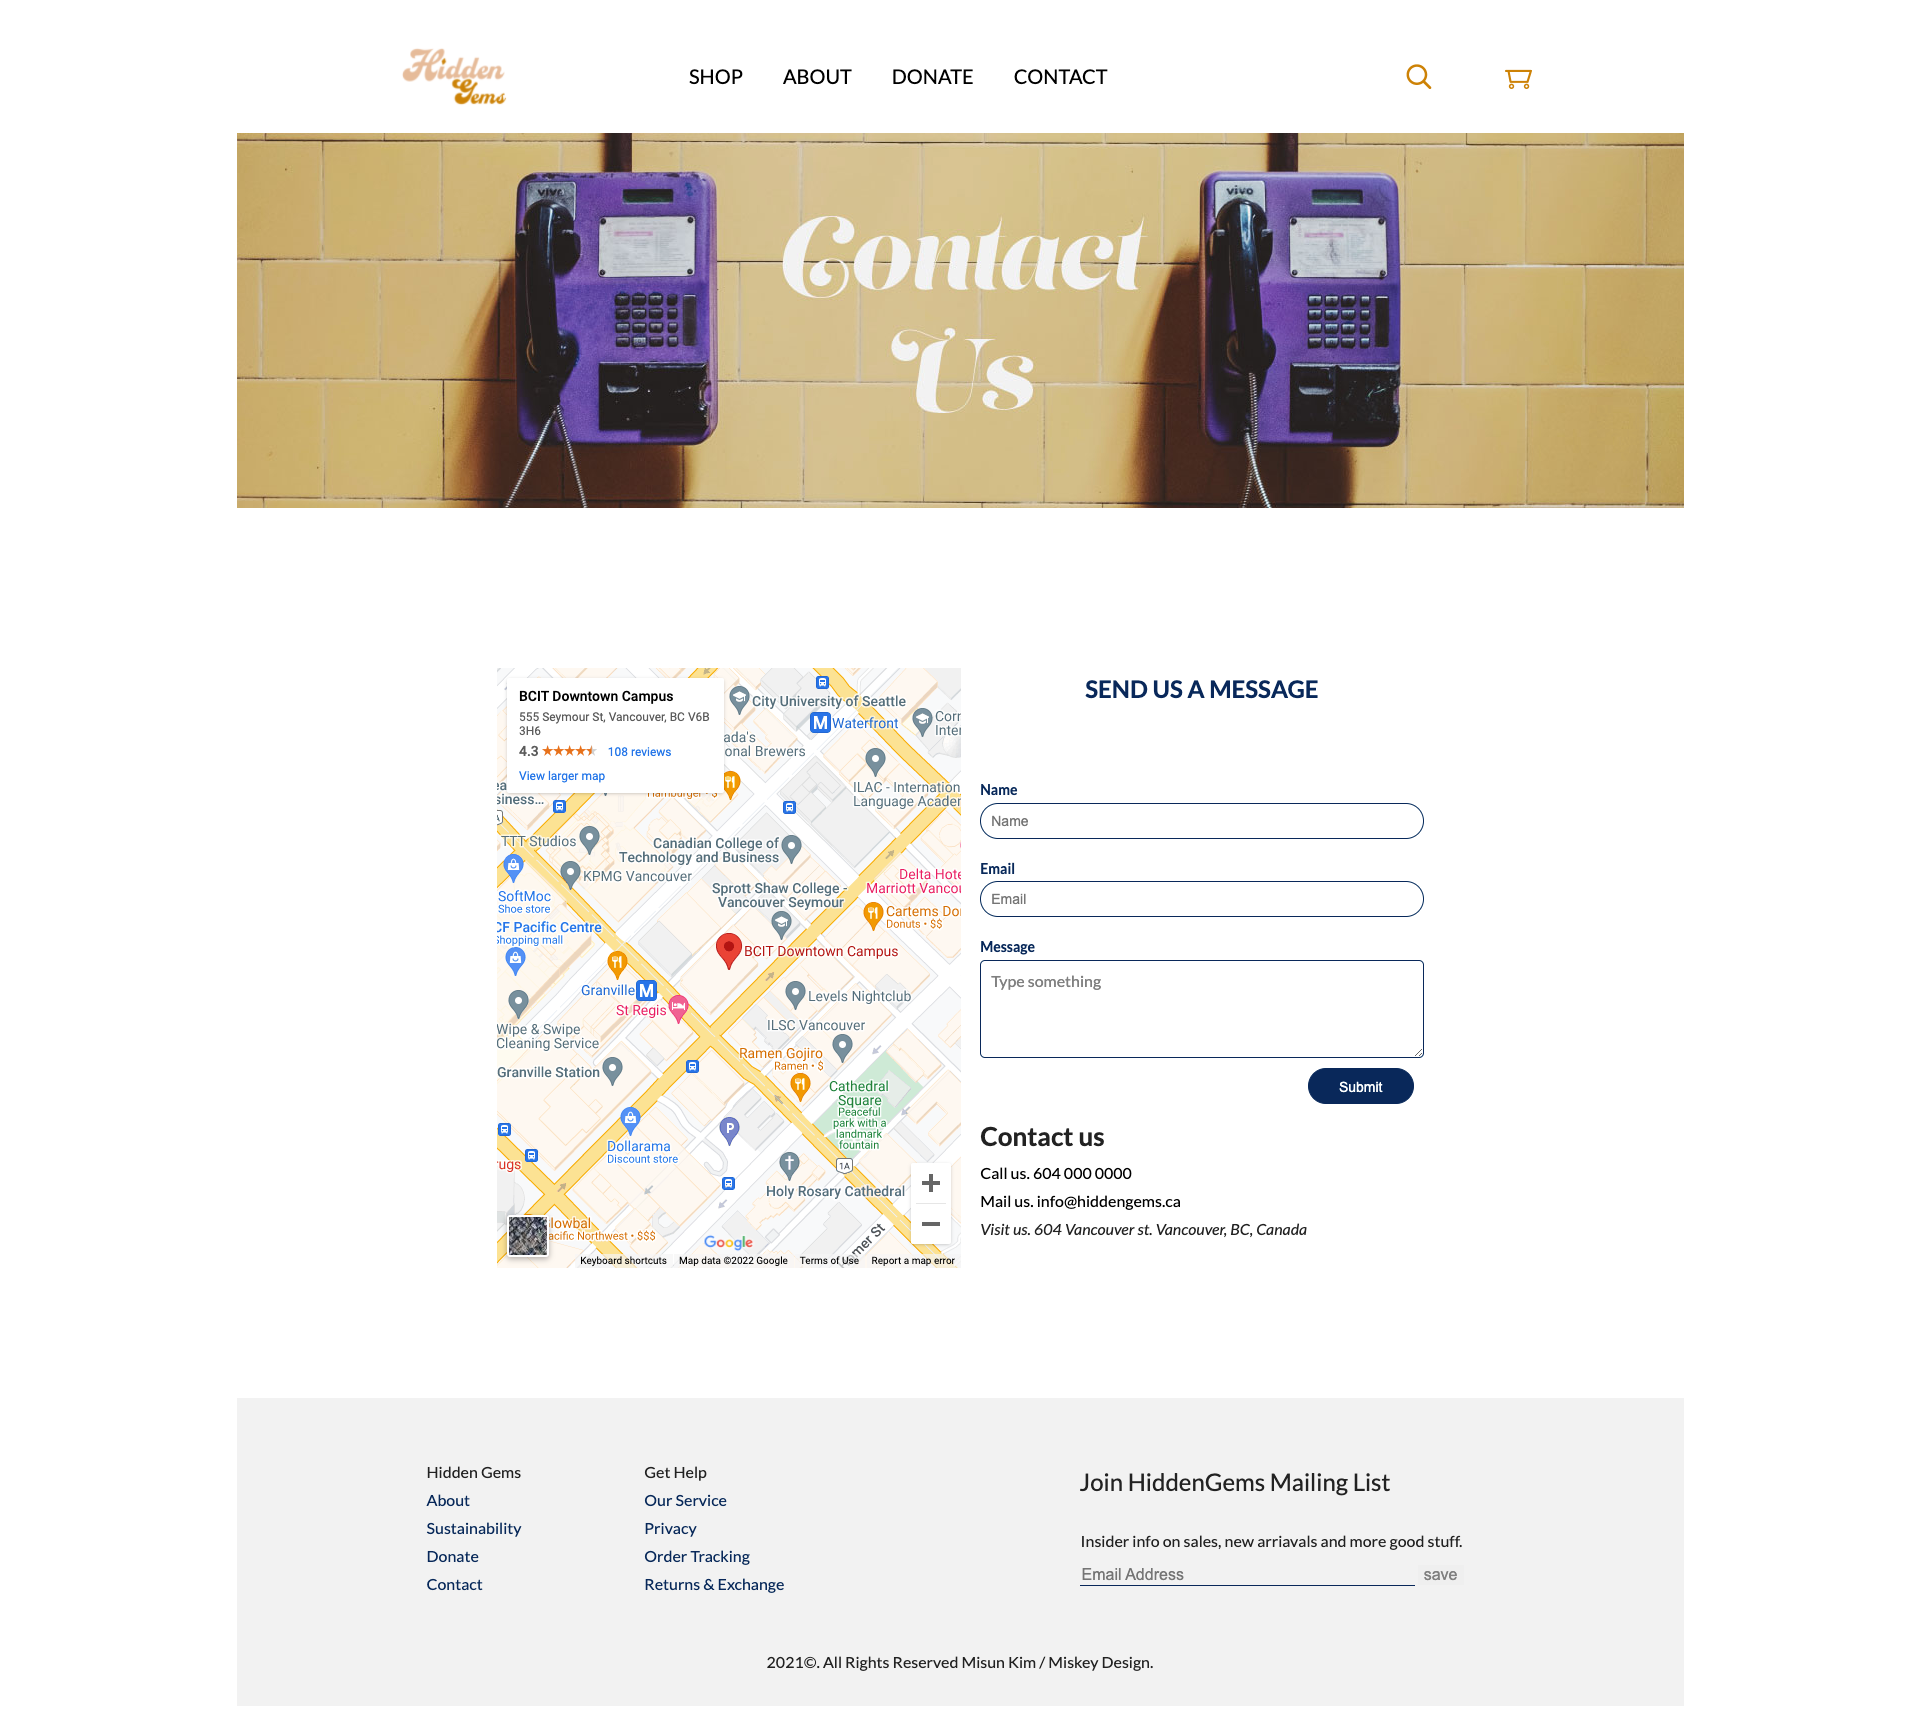 Hidden
Gems
SHOP
ABOUT
DONATE
CONTACT
vivo
vivo
Contact
Us
BCIT Downtown Campus
555 Seymour St, Vancouver, BC V6B
3H6
4.3
108 reviews
View larger map
City University of Seattle
Waterfront
ILAC - Internation
Language Acader
Hamburger • $
TTT Studios
Canadian College of
Technology and Business
KPMG Vancouver
Sprott Shaw College -
Vancouver Seymour
Delta Hote
Marriott Vancou
SoftMoc
Shoe store
Cartems Do
Donuts • $$
CF Pacific Centre
Shopping mall
BCIT Downtown Campus
Granville
St Regis
Levels Nightclub
ILSC Vancouver
Wipe & Swipe
Cleaning Service
Ramen Gojiro
Ramen • $
Granville Station
Cathedral
Square
Peaceful
park with a
landmark
fountain
P
Dollarama
Discount store
1A
Holy Rosary Cathedral
Google
Keyboard shortcuts
Map data ©2022 Google
Terms of Use
Report a map error
SEND US A MESSAGE
Name
Name
Email
Email
Message
Type something
Submit
Contact us
Call us. 604 000 0000
Mail us. info@hiddengems.ca
Visit us. 604 Vancouver st. Vancouver, BC, Canada
Hidden Gems
About
Sustainability
Donate
Contact
Get Help
Our Service
Privacy
Order Tracking
Returns & Exchange
Join HiddenGems Mailing List
Insider info on sales, new arriavals and more good stuff.
Email Address
save
2021©. All Rights Reserved Misun Kim / Miskey Design.